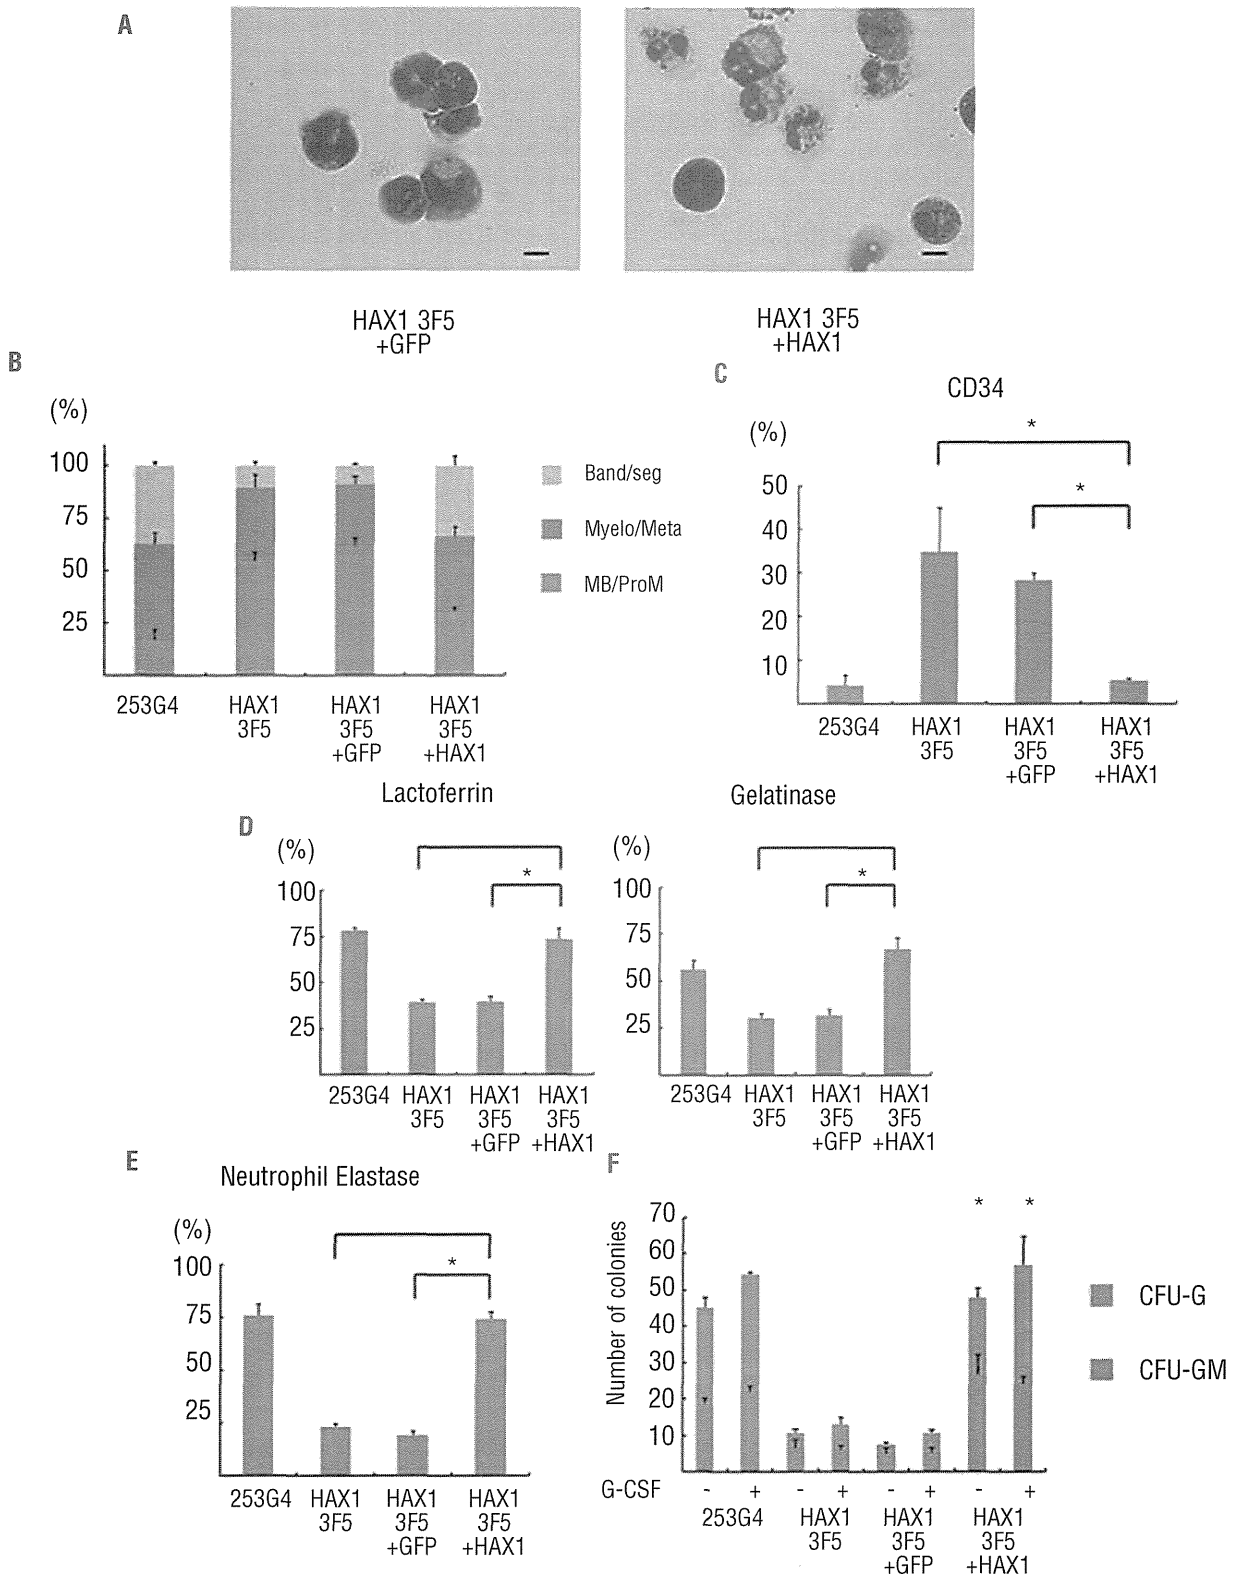 A
HAX1 3F5
+GFP
HAX1 3F5
+HAX1
B
(%)
100
75
50
25
253G4
HAX1
3F5
HAX1
3F5
+GFP
HAX1
3F5
+HAX1
Band/seg
Myelo/Meta
MB/ProM
C
CD34
(%)
*
*
50
40
30
20
10
253G4
HAX1
3F5
HAX1
3F5
+GFP
HAX1
3F5
+HAX1
D
Lactoferrin
(%)
*
100
75
50
25
253G4
HAX1
3F5
HAX1
3F5
+GFP
HAX1
3F5
+HAX1
Gelatinase
(%)
*
100
75
50
25
253G4
HAX1
3F5
HAX1
3F5
+GFP
HAX1
3F5
+HAX1
E
Neutrophil Elastase
(%)
*
100
75
50
25
253G4
HAX1
3F5
HAX1
3F5
+GFP
HAX1
3F5
+HAX1
F
Number of colonies
* *
70
60
50
40
30
20
10
G-CSF - + - + - + - +
253G4
HAX1
3F5
HAX1
3F5
+GFP
HAX1
3F5
+HAX1
CFU-G
CFU-GM